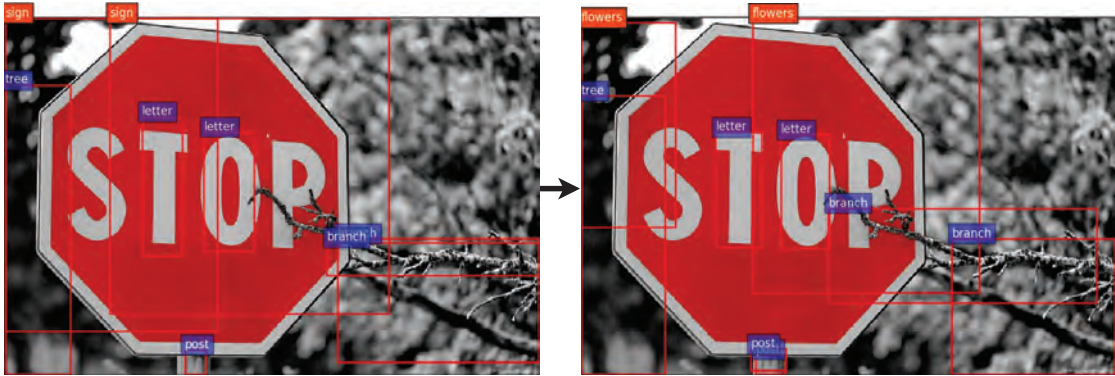 sign
sign
tree
letter
letter
STOP
branch
post
flowers
flowers
tree
letter
letter
STOP
branch
branch
post